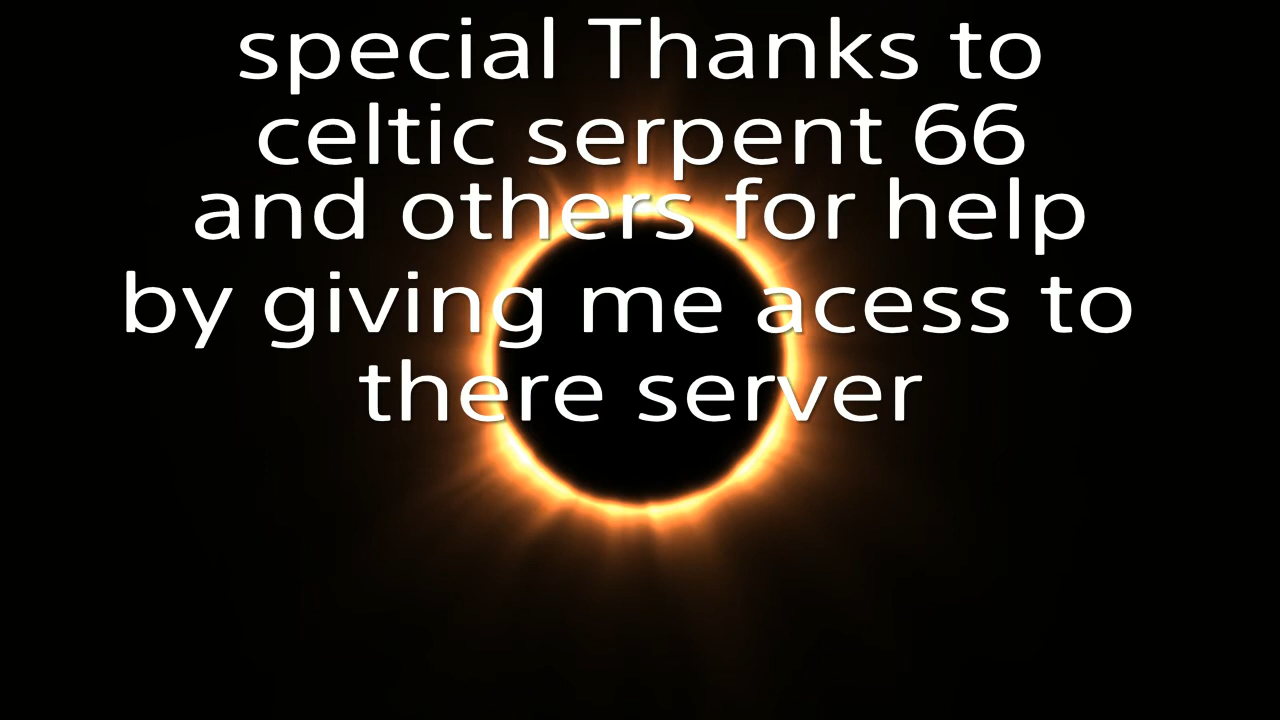 special Thanks to
celtic serpent 66
and others for help
by giving me acess to
there server